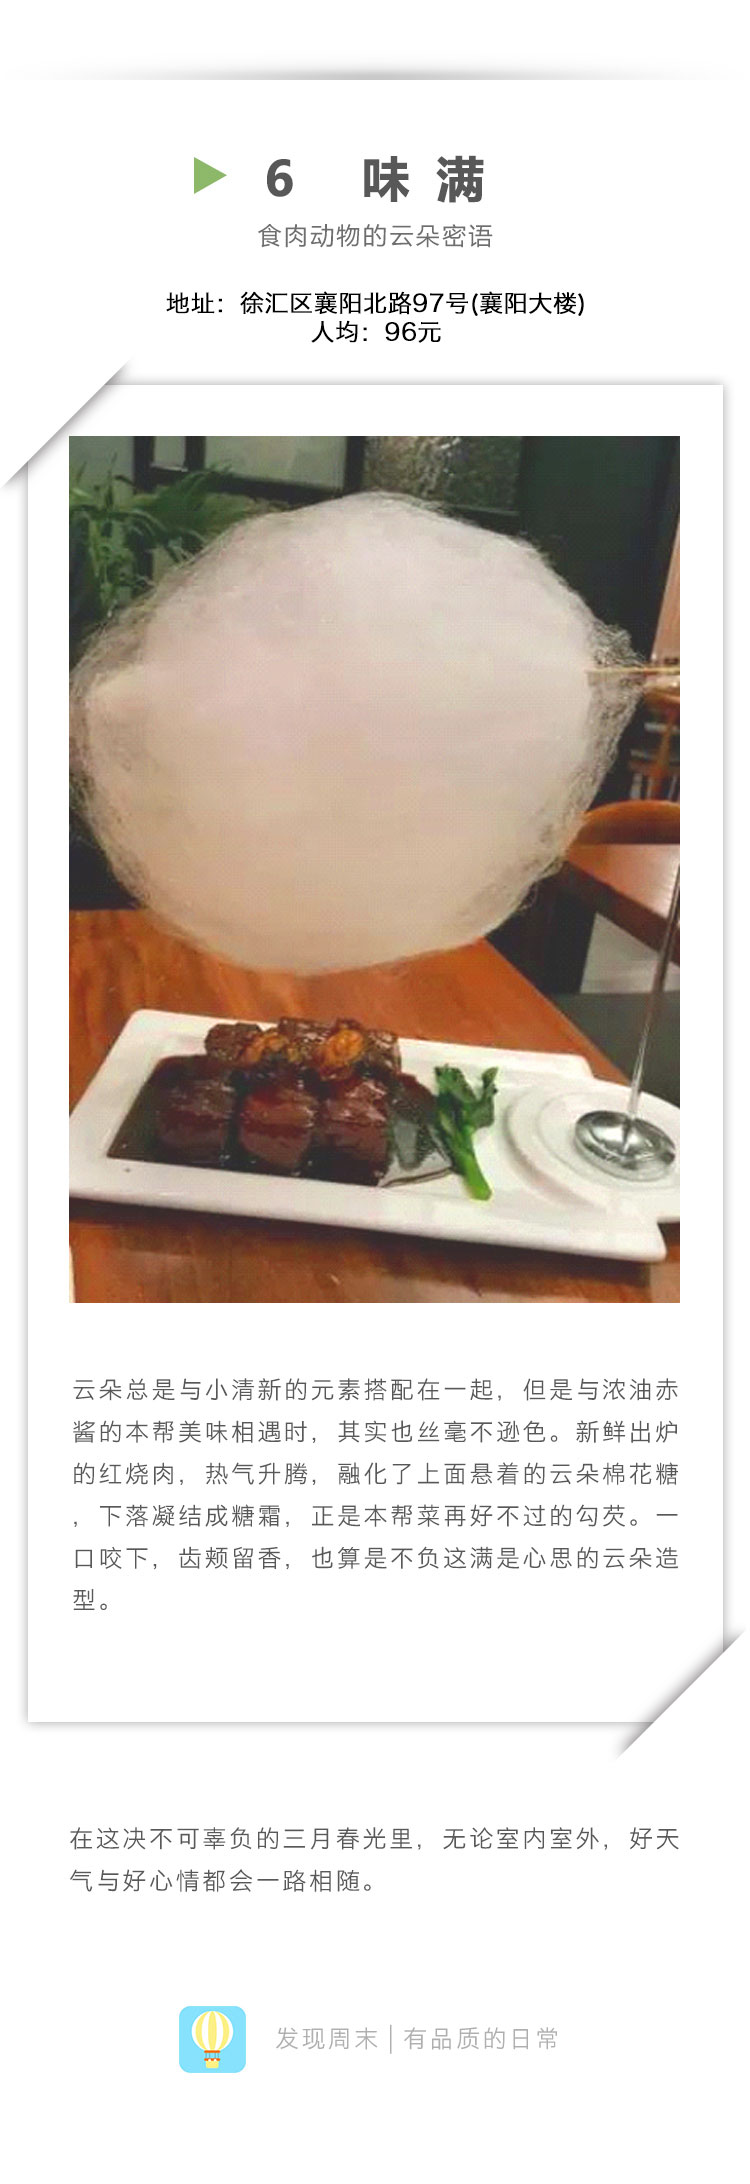 6 味满
食肉动物的云朵密语
地址：徐汇区襄阳北路97号(襄阳大楼)
人均：96元
云朵总是与小清新的元素搭配在一起，但是与浓油赤
酱的本帮美味相遇时，其实也丝毫不逊色。新鲜出炉
的红烧肉，热气升腾，融化了上面悬着的云朵棉花糖
，下落凝结成糖霜，正是本帮菜再好不过的勾芡。一
口咬下，齿颊留香，也算是不负这满是心思的云朵造
型。
在这决不可辜负的三月春光里，无论室内室外，好天
气与好心情都会一路相随。
发现周末｜有品质的日常